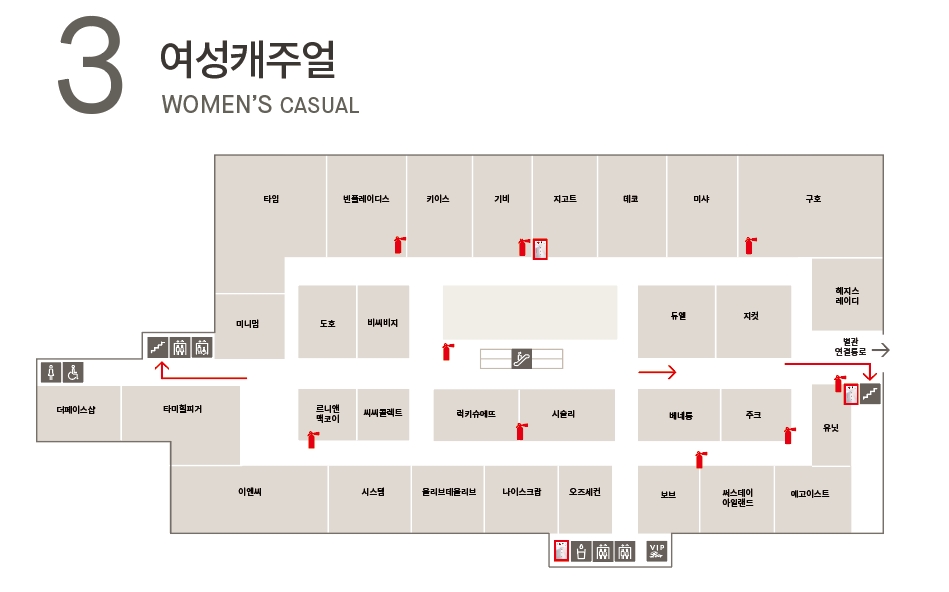 3
여성캐주얼
WOMEN'S CASUAL
타임
빈폴레이디스
키이스
기비
지고트
데코
미샤
구호
헤지스
레이디
미니멈
도호
비씨비지
듀엘
지컷
별관
연결통로
더페이스샵
타미힐피거
르니앤
맥코이
씨씨콜렉트
럭키슈에뜨
시슬리
베네통
주크
유닛
이엔씨
시스템
올리브데올리브
나이스크랍
오즈세컨
보브
써스데이
아일랜드
에고이스트
VIP